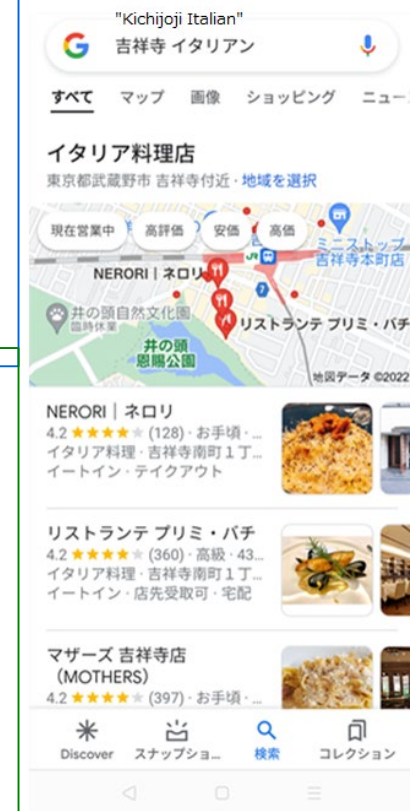 "Kichijoji Italian"
吉祥寺 イタリアン
すべて マップ 画像 ショッピング ニュー
イタリア料理店
東京都武蔵野市 吉祥寺付近・地域を選択
現在営業中 高評価 安価 高価
ミニストップ
吉祥寺本町店
JR
NERORI｜ネロリ
7
井の頭自然文化園
臨時休業
リストランテ プリミ・バチ
井の頭
恩賜公園
地図データ ©2022
NERORI｜ネロリ
4.2 ★★★★★ (128)・お手頃・...
イタリア料理・吉祥寺南町１丁...
イートイン・テイクアウト
リストランテ プリミ・バチ
4.2 ★★★★★ (360)・高級・43...
イタリア料理・吉祥寺南町１丁...
イートイン・店先受取可・宅配
マザーズ 吉祥寺店
（MOTHERS）
4.2 ★★★★★ (397)・お手頃・...
Discover スナップショ... 検索 コレクション